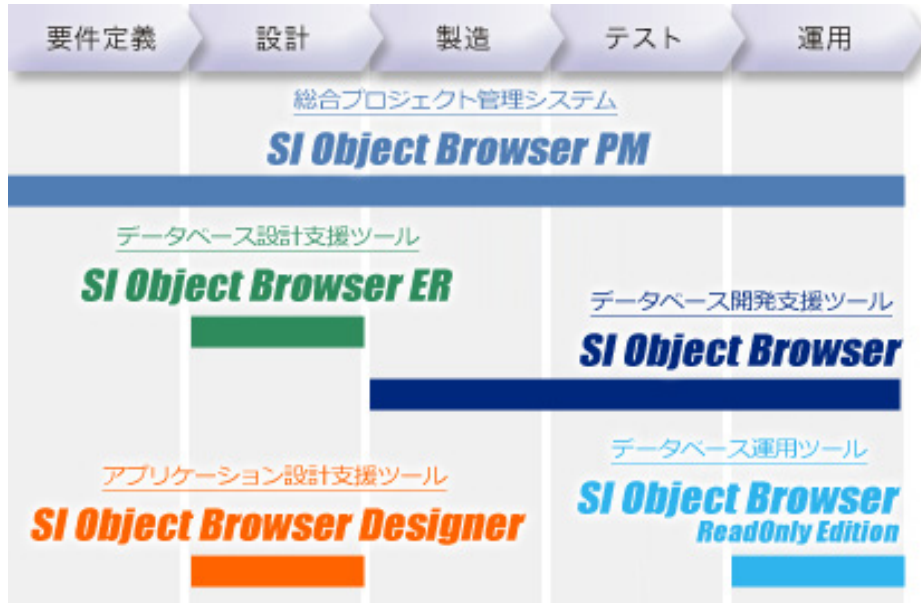 要件定義
設計
製造
テスト
運用
総合プロジェクト管理システム
SI Object Browser PM
データベース設計支援ツール
SI Object Browser ER
データベース開発支援ツール
SI Object Browser
アプリケーション設計支援ツール
SI Object Browser Designer
データベース運用ツール
SI Object Browser
ReadOnly Edition